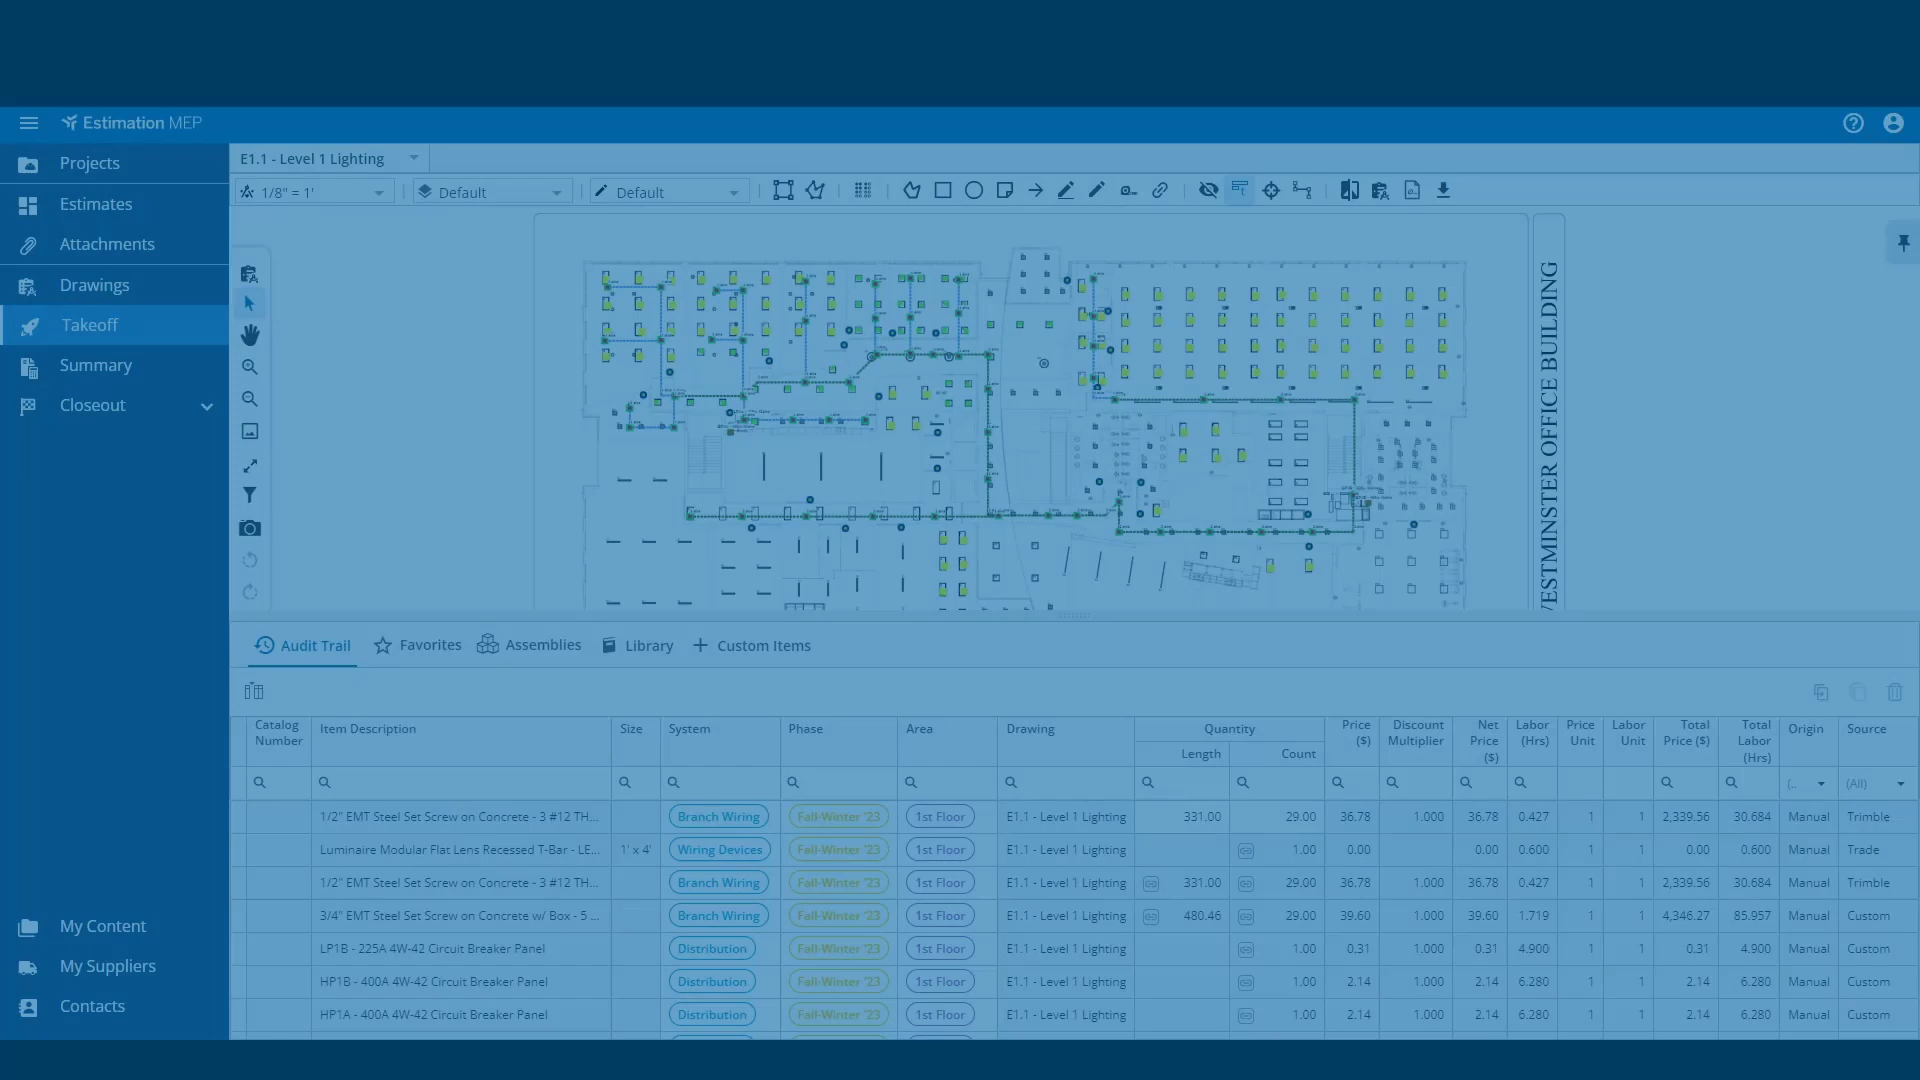 Estimation MEP
Projects
Estimates
Attachments
Drawings
Takeoff
Summary
Closeout
My Content
My Suppliers
Contacts
E1.1 - Level 1 Lighting
1/8" = 1' Default Default
VESTMINSTER OFFICE BUILDING
Audit Trail Favorites Assemblies Library Custom Items
Catalog Number Item Description Size System Phase Area Drawing Quantity Length Count Price ($) Discount Multiplier Net Price ($) Labor (Hrs) Price Unit Labor Unit Total Price ($) Total Labor (Hrs) Origin Source
(.. (All)
1/2" EMT Steel Set Screw on Concrete - 3 #12 TH... Branch Wiring Fall-Winter '23 1st Floor E1.1 - Level 1 Lighting 331.00 29.00 36.78 1.000 36.78 0.427 1 1 2,339.56 30.684 Manual Trimble
Luminaire Modular Flat Lens Recessed T-Bar - LE... 1' x 4' Wiring Devices Fall-Winter '23 1st Floor E1.1 - Level 1 Lighting 1.00 0.00 0.00 0.600 1 1 0.00 0.600 Manual Trade
1/2" EMT Steel Set Screw on Concrete - 3 #12 TH... Branch Wiring Fall-Winter '23 1st Floor E1.1 - Level 1 Lighting 331.00 29.00 36.78 1.000 36.78 0.427 1 1 2,339.56 30.684 Manual Trimble
3/4" EMT Steel Set Screw on Concrete w/ Box - 5 ... Branch Wiring Fall-Winter '23 1st Floor E1.1 - Level 1 Lighting 480.46 29.00 39.60 1.000 39.60 1.719 1 1 4,346.27 85.957 Manual Custom
LP1B - 225A 4W-42 Circuit Breaker Panel Distribution Fall-Winter '23 1st Floor E1.1 - Level 1 Lighting 1.00 0.31 1.000 0.31 4.900 1 1 0.31 4.900 Manual Custom
HP1B - 400A 4W-42 Circuit Breaker Panel Distribution Fall-Winter '23 1st Floor E1.1 - Level 1 Lighting 1.00 2.14 1.000 2.14 6.280 1 1 2.14 6.280 Manual Custom
HP1A - 400A 4W-42 Circuit Breaker Panel Distribution Fall-Winter '23 1st Floor E1.1 - Level 1 Lighting 1.00 2.14 1.000 2.14 6.280 1 1 2.14 6.280 Manual Custom